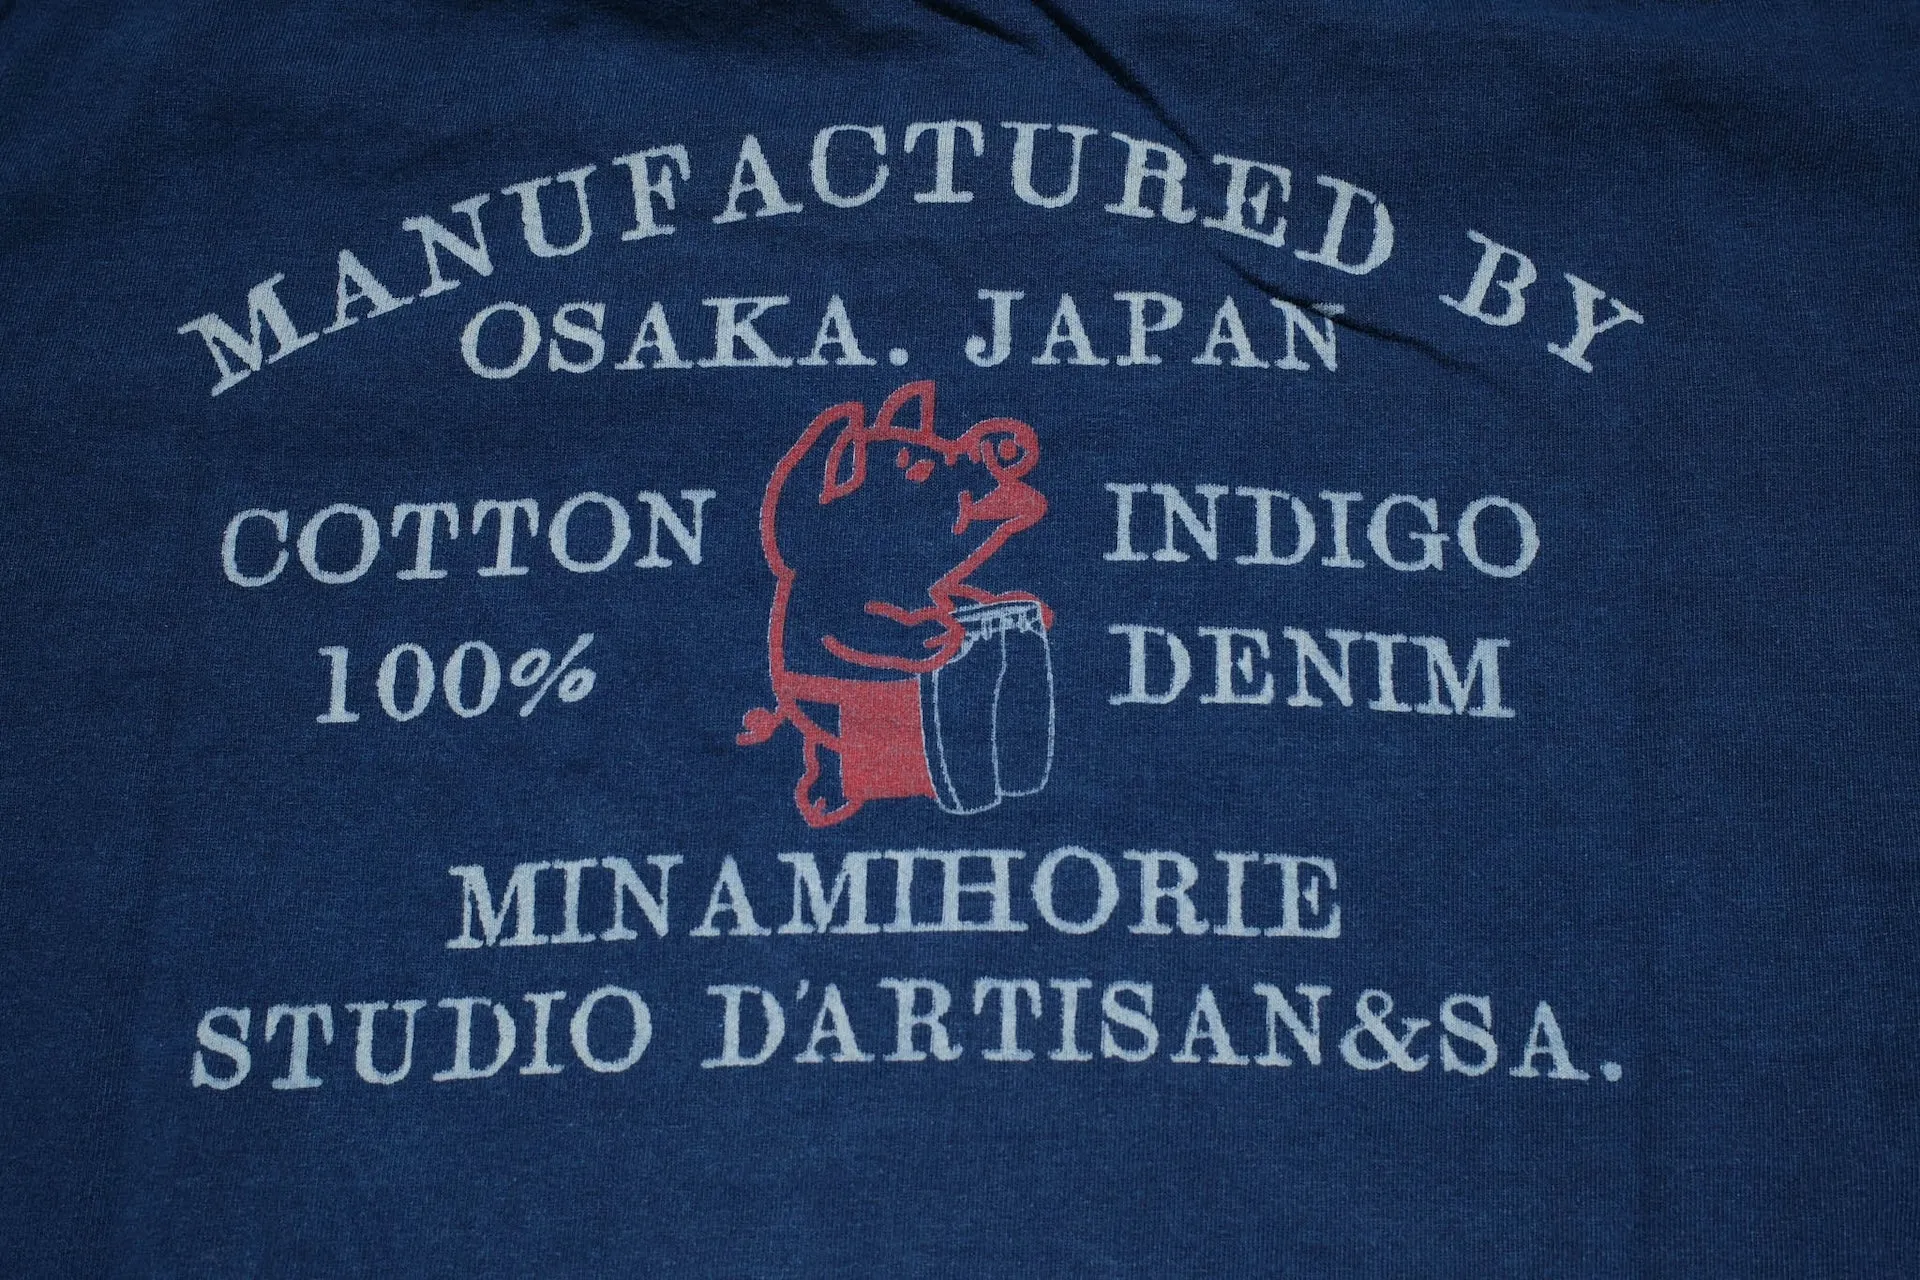 MANUFACTURED BY
OSAKA. JAPAN
COTTON INDIGO
100% DENIM
MINAMIHORIE
STUDIO D'ARTISAN&SA.